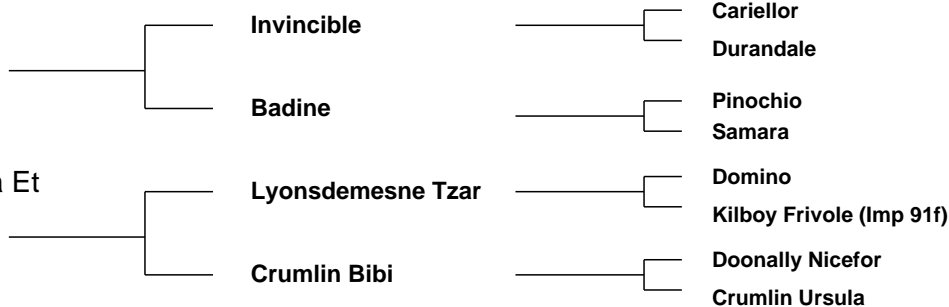 Cariellor
Invincible
Durandale
Pinochio
Badine
Samara
Et
Domino
Lyonsdemesne Tzar
Kilboy Frivole (Imp 91f)
Doonally Nicefor
Crumlin Bibi
Crumlin Ursula